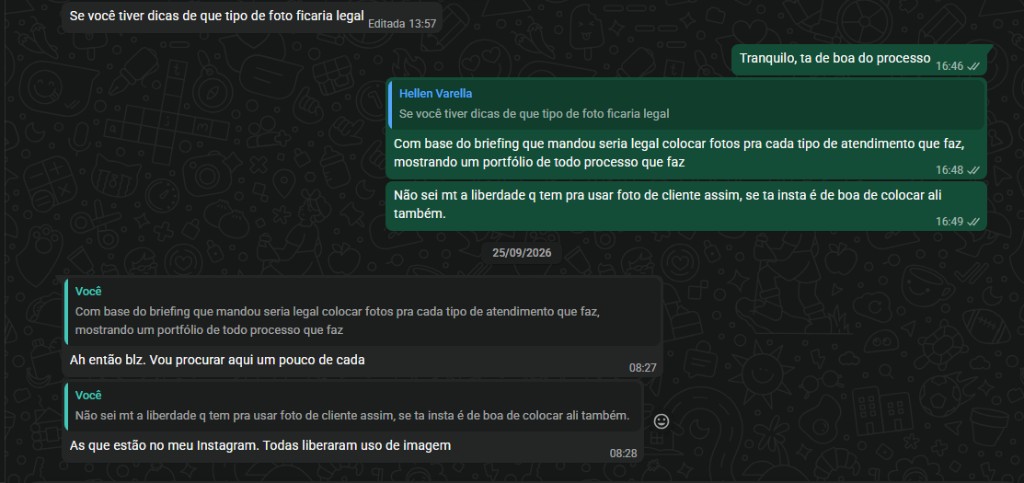 Se você tiver dicas de que tipo de foto ficaria legal
Editada 13:57
Tranquilo, ta de boa do processo
16:46
Hellen Varella
Se você tiver dicas de que tipo de foto ficaria legal
Com base do briefing que mandou seria legal colocar fotos pra cada tipo de atendimento que faz,
mostrando um portfólio de todo processo que faz
16:48
Não sei mt a liberdade q tem pra usar foto de cliente assim, se ta insta é de boa de colocar ali
também.
16:49
25/09/2026
Você
Com base do briefing que mandou seria legal colocar fotos pra cada tipo de atendimento que faz,
mostrando um portfólio de todo processo que faz
Ah então blz. Vou procurar aqui um pouco de cada
08:27
Você
Não sei mt a liberdade q tem pra usar foto de cliente assim, se ta insta é de boa de colocar ali também.
As que estão no meu Instagram. Todas liberaram uso de imagem
08:28